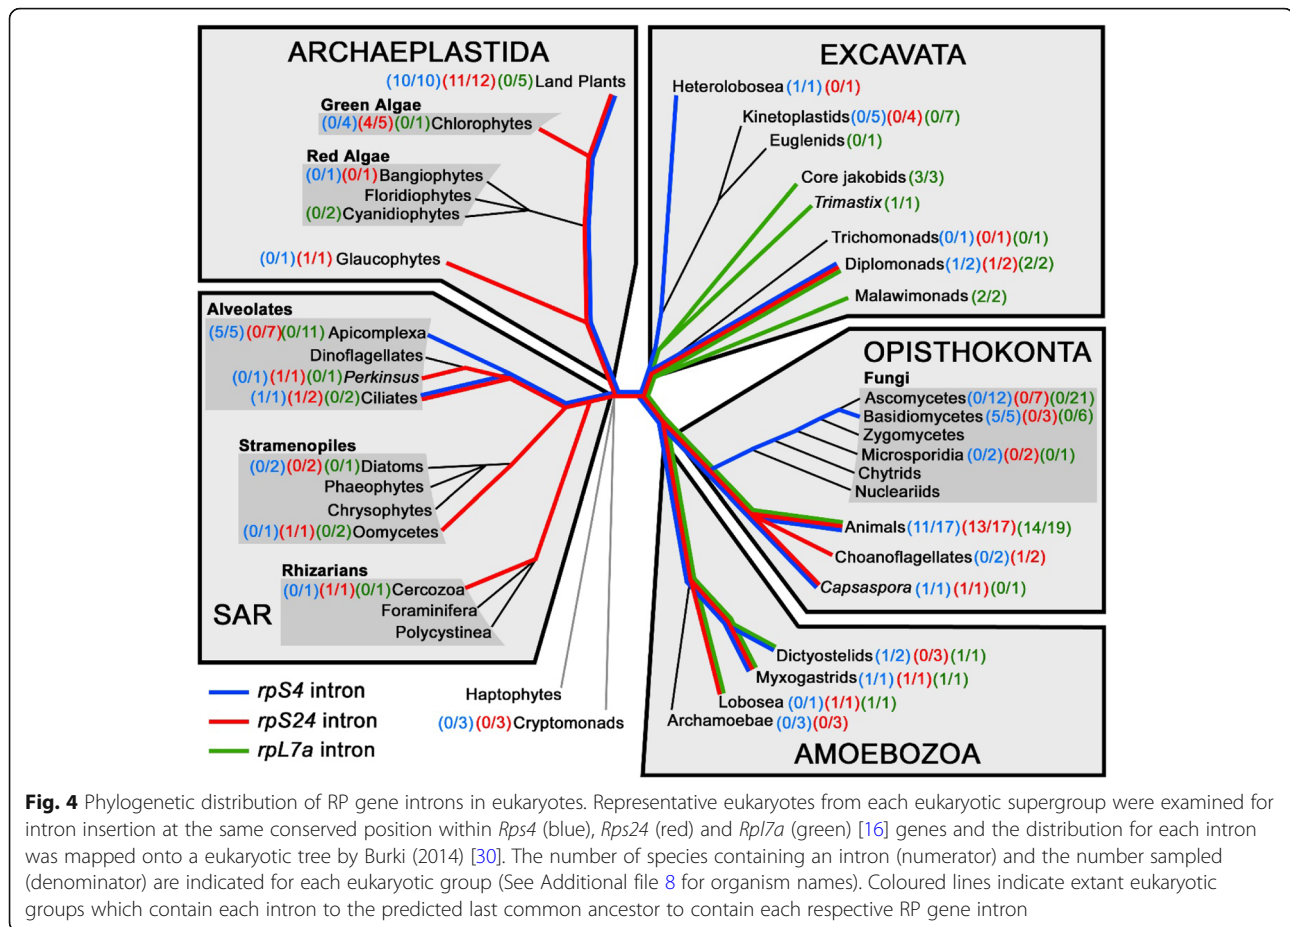 ARCHAEPLASTIDA
(10/10)(11/12)(0/5)Land Plants
Green Algae
(0/4)(4/5)(0/1)Chlorophytes
Red Algae
(0/1)(0/1)Bangiophytes
Floridiophytes
(0/2)Cyanidiophytes
(0/1)(1/1) Glaucophytes
Alveolates
(5/5)(0/7)(0/11)Apicomplexa
Dinoflagellates
(0/1)(1/1)(0/1)Perkinsus
(1/1)(1/2)(0/2)Ciliates
Stramenopiles
(0/2)(0/2)(0/1)Diatoms
Phaeophytes
Chrysophytes
(0/1)(1/1)(0/2)Oomycetes
Rhizarians
(0/1)(1/1)(0/1)Cercozoa
Foraminifera
Polycystinea
SAR
rpS4 intron
rpS24 intron
rpL7a intron
Haptophytes
(0/3)(0/3)Cryptomonads
EXCAVATA
Heterolobosea(1/1)(0/1)
Kinetoplastids(0/5)(0/4)(0/7)
Euglenids(0/1)
Core jakobids(3/3)
Trimastix(1/1)
Trichomonads(0/1)(0/1)(0/1)
Diplomonads(1/2)(1/2)(2/2)
Malawimonads(2/2)
OPISTHOKONTA
Fungi
Ascomycetes(0/12)(0/7)(0/21)
Basidiomycetes(5/5)(0/3)(0/6)
Zygomycetes
Microsporidia(0/2)(0/2)(0/1)
Chytrids
Nucleariids
Animals(11/17)(13/17)(14/19)
Choanoflagellates(0/2)(1/2)
Capsaspora (1/1)(1/1)(0/1)
Dictyostelids(1/2)(0/3)(1/1)
Myxogastrids(1/1)(1/1)(1/1)
Lobosea(0/1)(1/1)(1/1)
Archamoebae(0/3)(0/3)
AMOEBOZOA
Fig. 4 Phylogenetic distribution of RP gene introns in eukaryotes. Representative eukaryotes from each eukaryotic supergroup were examined for
intron insertion at the same conserved position within Rps4 (blue), Rps24 (red) and Rpl7a (green) [16] genes and the distribution for each intron
was mapped onto a eukaryotic tree by Burki (2014) [30]. The number of species containing an intron (numerator) and the number sampled
(denominator) are indicated for each eukaryotic group (See Additional file 8 for organism names). Coloured lines indicate extant eukaryotic
groups which contain each intron to the predicted last common ancestor to contain each respective RP gene intron